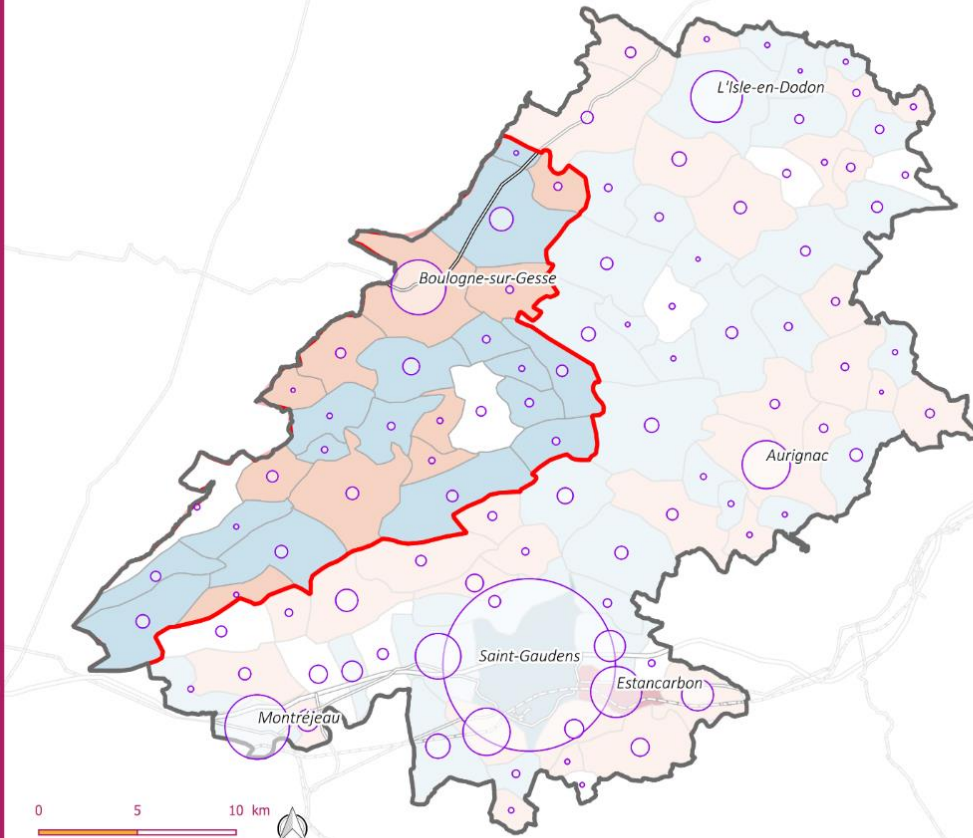 L'Isle-en-Dodon
Boulogne-sur-Gesse
Aurignac
Saint-Gaudens
Estancarbon
Montréjeau
0 5 10 km